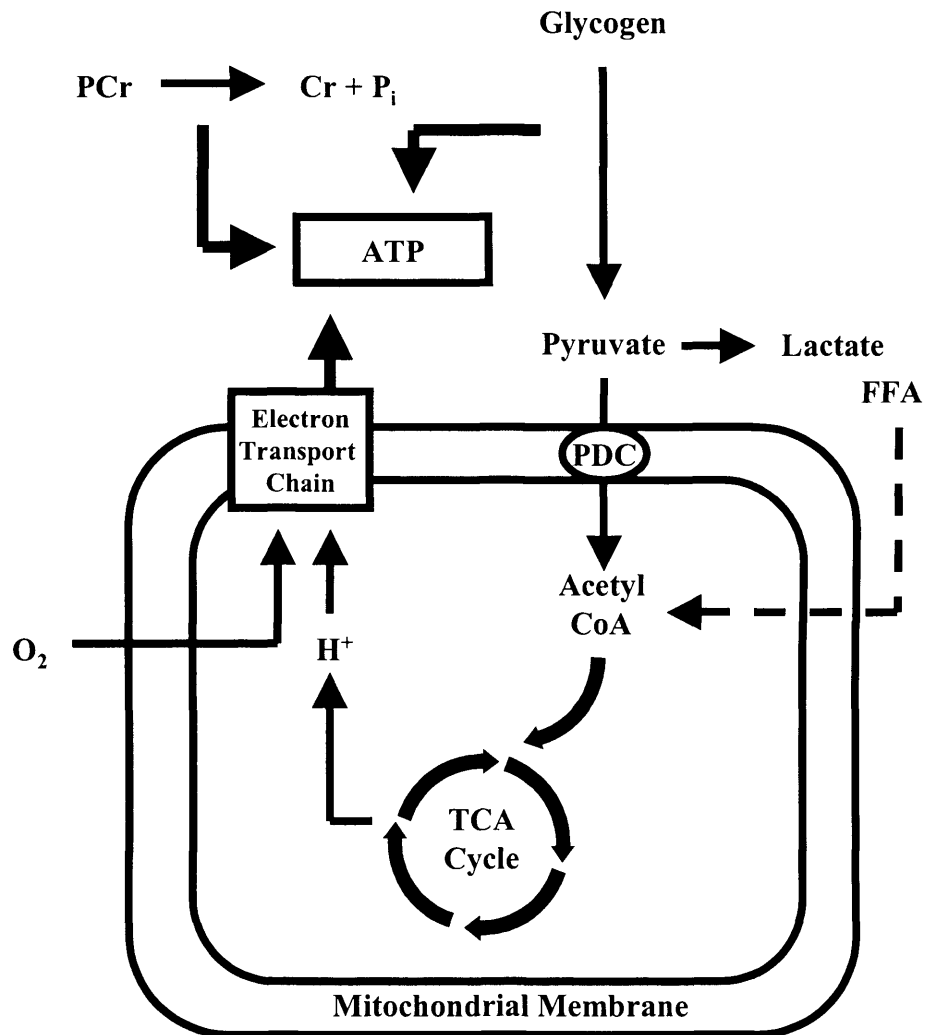 Glycogen
PCr
Cr + Pᵢ
ATP
Pyruvate
Lactate
FFA
Electron
Transport
Chain
PDC
Acetyl
CoA
O₂
H⁺
TCA
Cycle
Mitochondrial Membrane